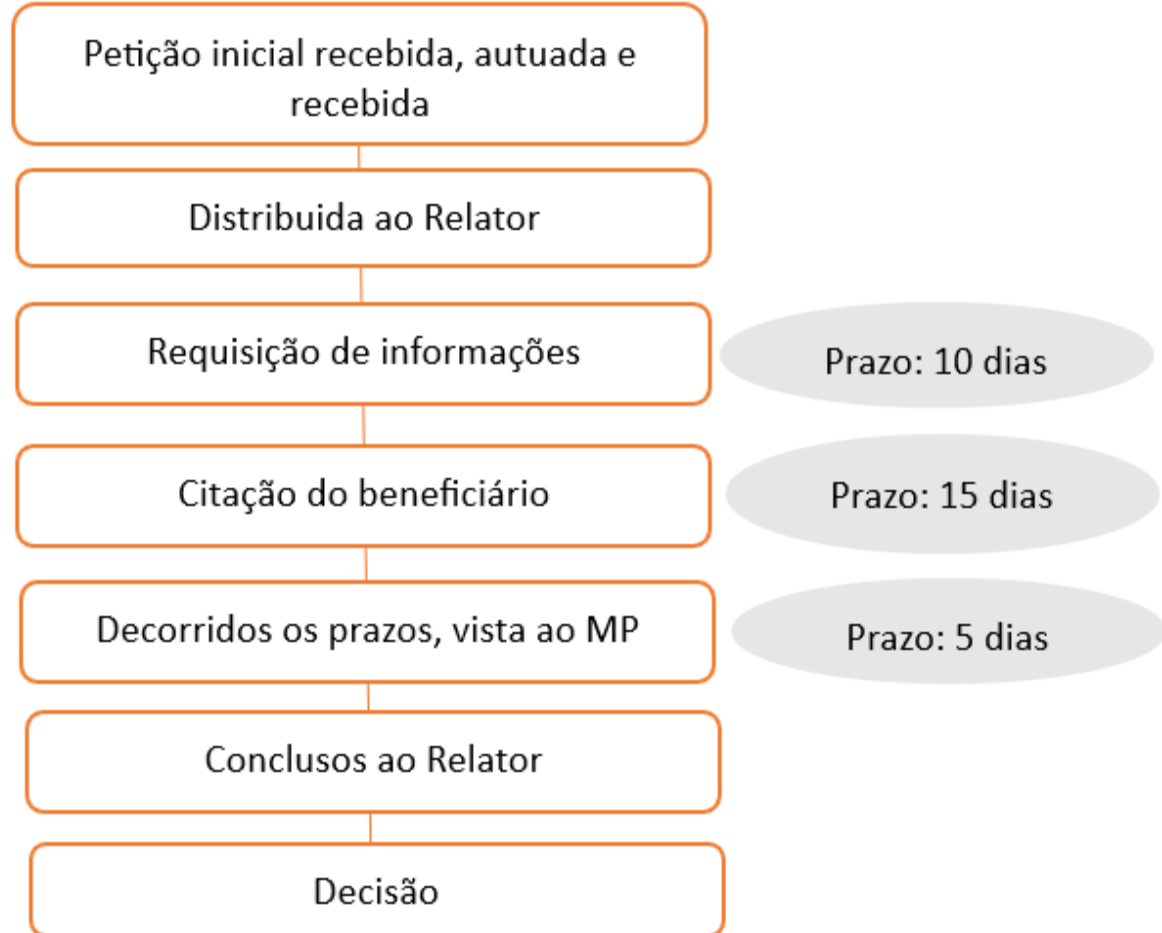 Petição inicial recebida, autuada e
recebida
Distribuida ao Relator
Requisição de informações
Prazo: 10 dias
Citação do beneficiário
Prazo: 15 dias
Decorridos os prazos, vista ao MP
Prazo: 5 dias
Conclusos ao Relator
Decisão